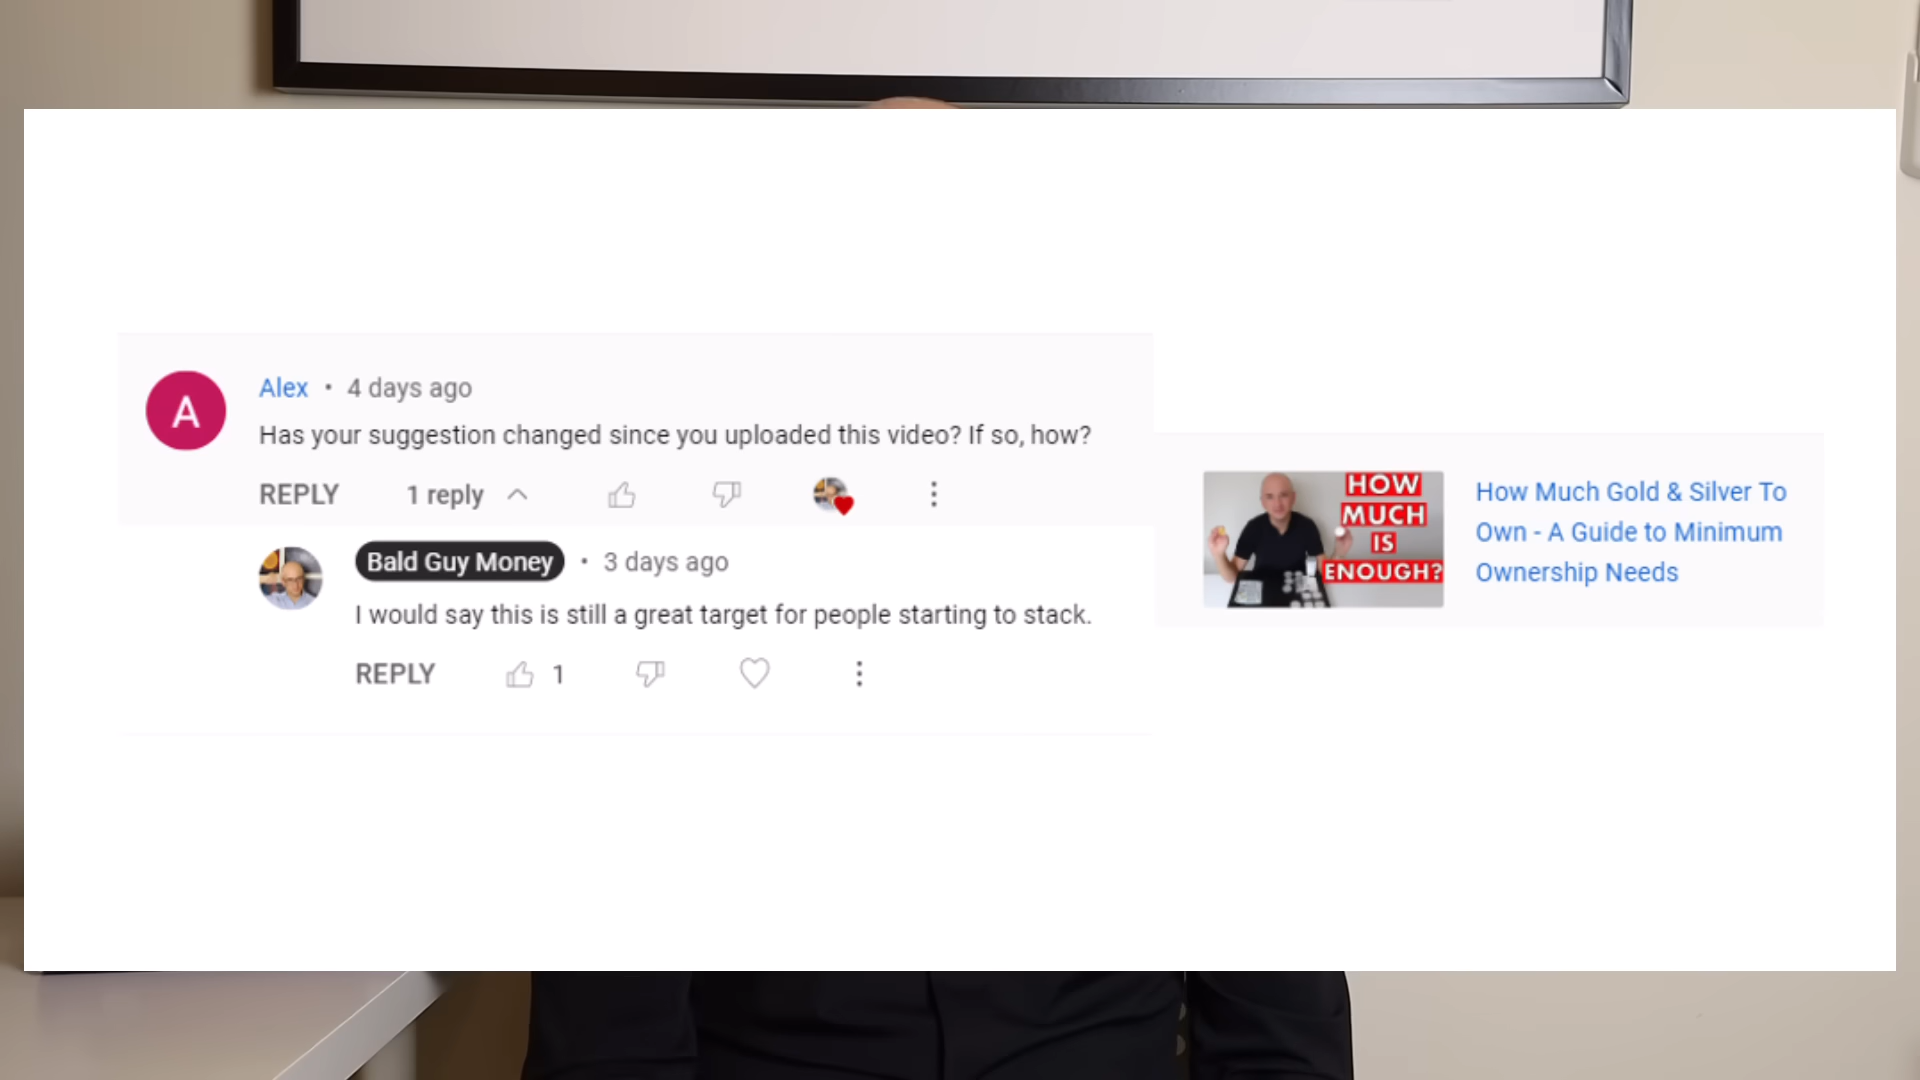 Alex • 4 days ago
Has your suggestion changed since you uploaded this video? If so, how?
REPLY 1 reply
Bald Guy Money • 3 days ago
I would say this is still a great target for people starting to stack.
REPLY 1
A
HOW
MUCH
IS
ENOUGH?
How Much Gold & Silver To
Own - A Guide to Minimum
Ownership Needs